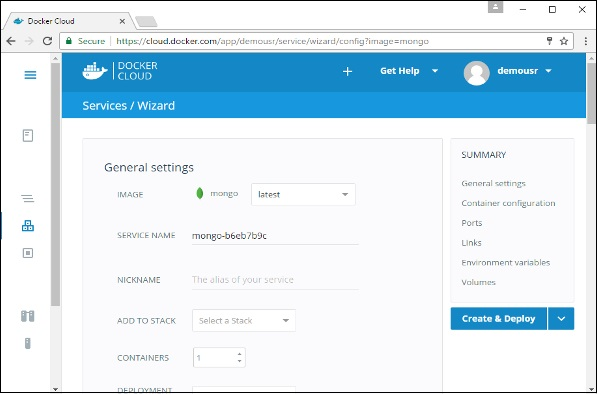 Docker Cloud
Secure https://cloud.docker.com/app/demousr/service/wizard/config?image=mongo
DOCKER
CLOUD
+ Get Help demousr
Services / Wizard
General settings
IMAGE mongo latest
SERVICE NAME mongo-b6eb7b9c
NICKNAME The alias of your service
ADD TO STACK Select a Stack
CONTAINERS 1
DEPLOYMENT
SUMMARY
General settings
Container configuration
Ports
Links
Environment variables
Volumes
Create & Deploy